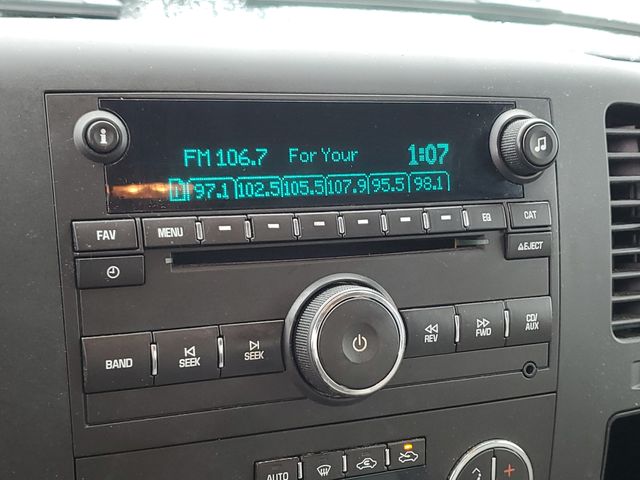 FM 106.7 For Your 1:07
1 97.1 102.5 105.5 107.9 95.5 98.1
FAV MENU EQ CAT
EJECT
BAND SEEK SEEK REV FWD CD/AUX
AUTO